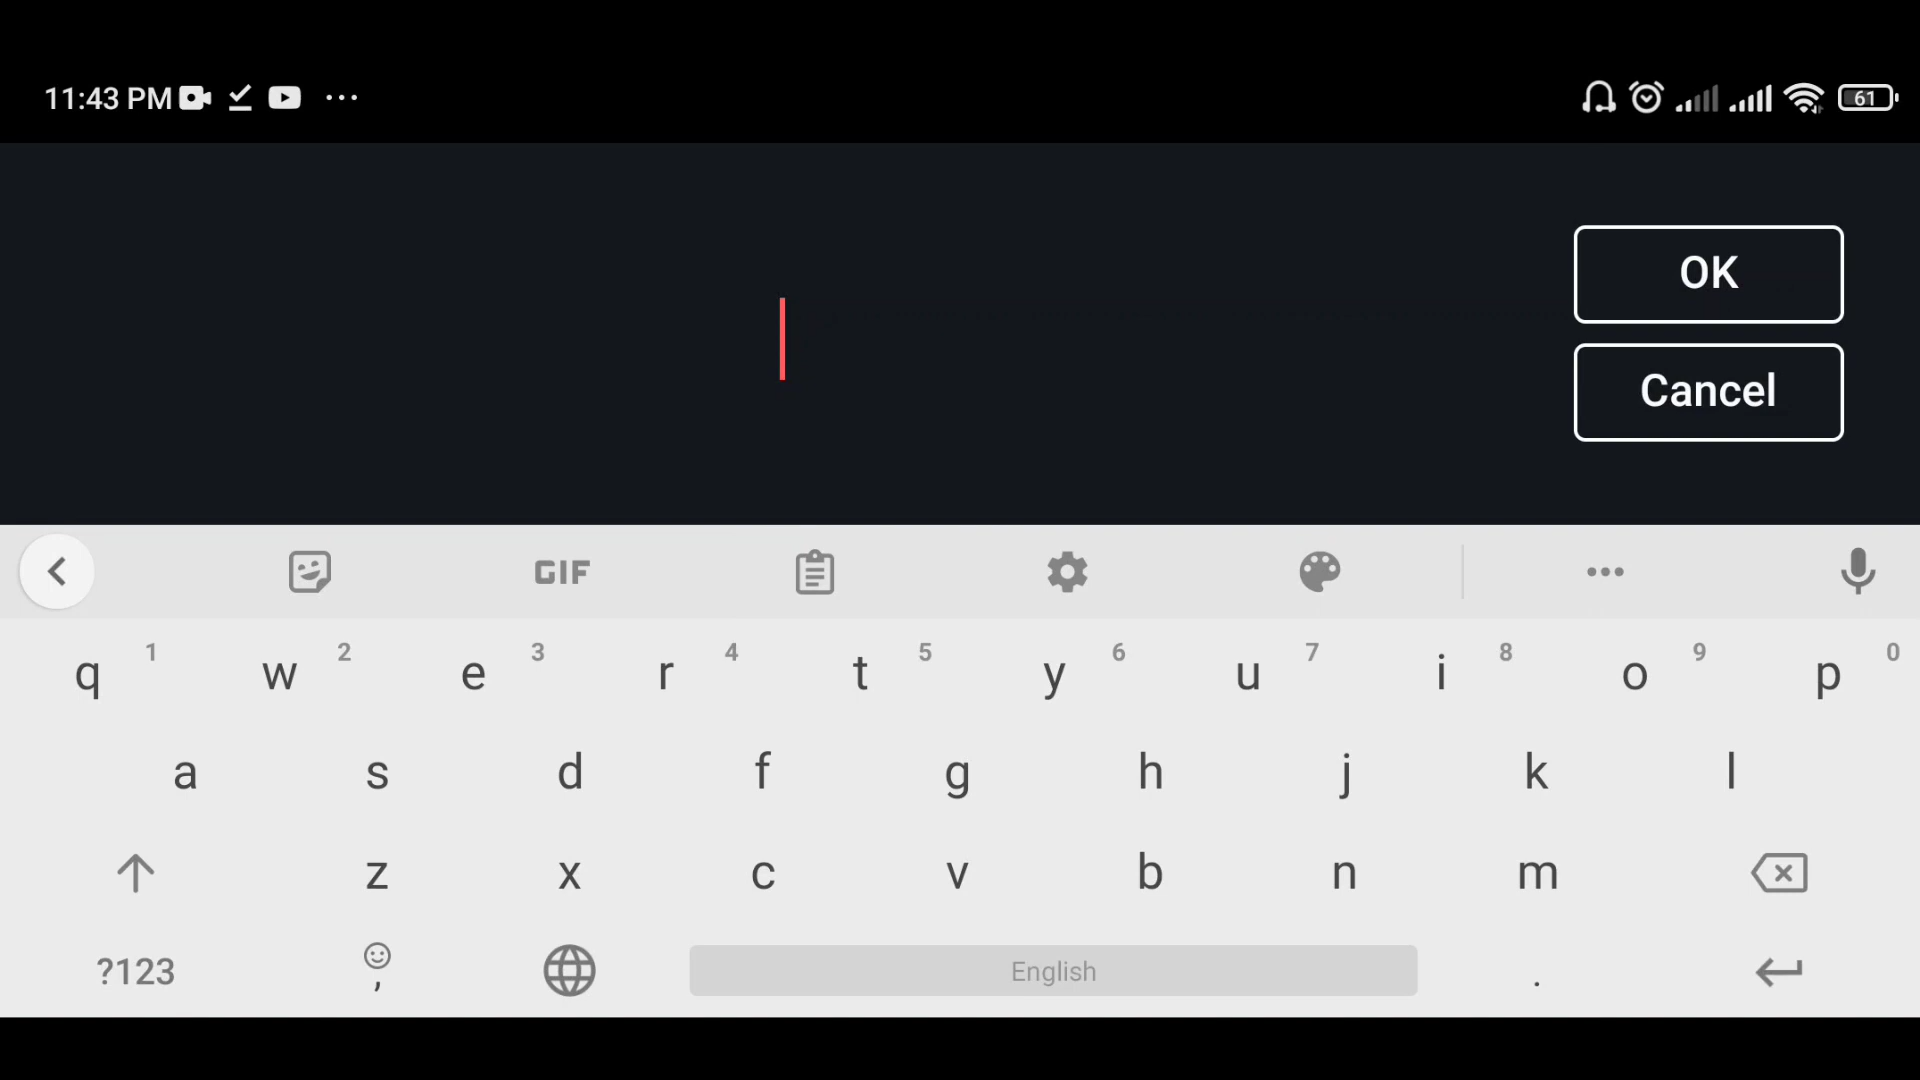 11:43 PM
61
OK
Cancel
GIF
q 1 w 2 e 3 r 4 t 5 y 6 u 7 i 8 o 9 p 0
a s d f g h j k l
z x c v b n m
?123 , English .